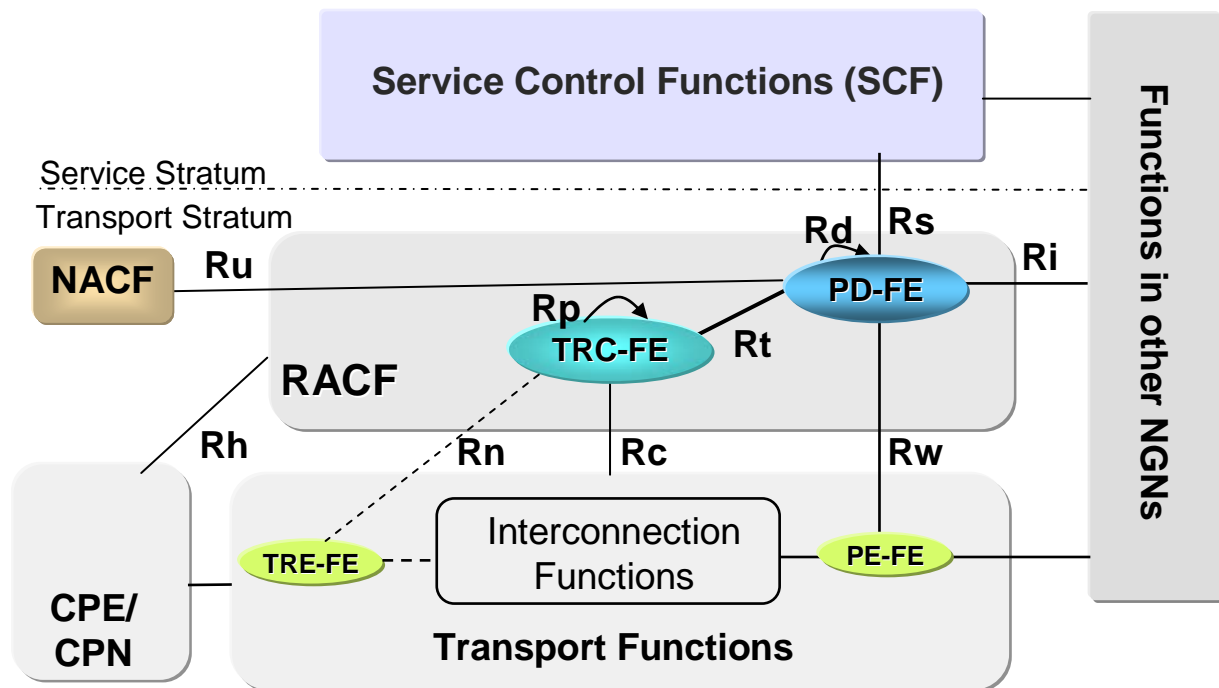 Service Control Functions (SCF)
Functions in other NGNs
Service Stratum
Transport Stratum
NACF
Ru
Rd
Rs
Ri
PD-FE
Rp
TRC-FE
Rt
RACF
Rh
Rn
Rc
Rw
CPE/
CPN
TRE-FE
Interconnection
Functions
PE-FE
Transport Functions